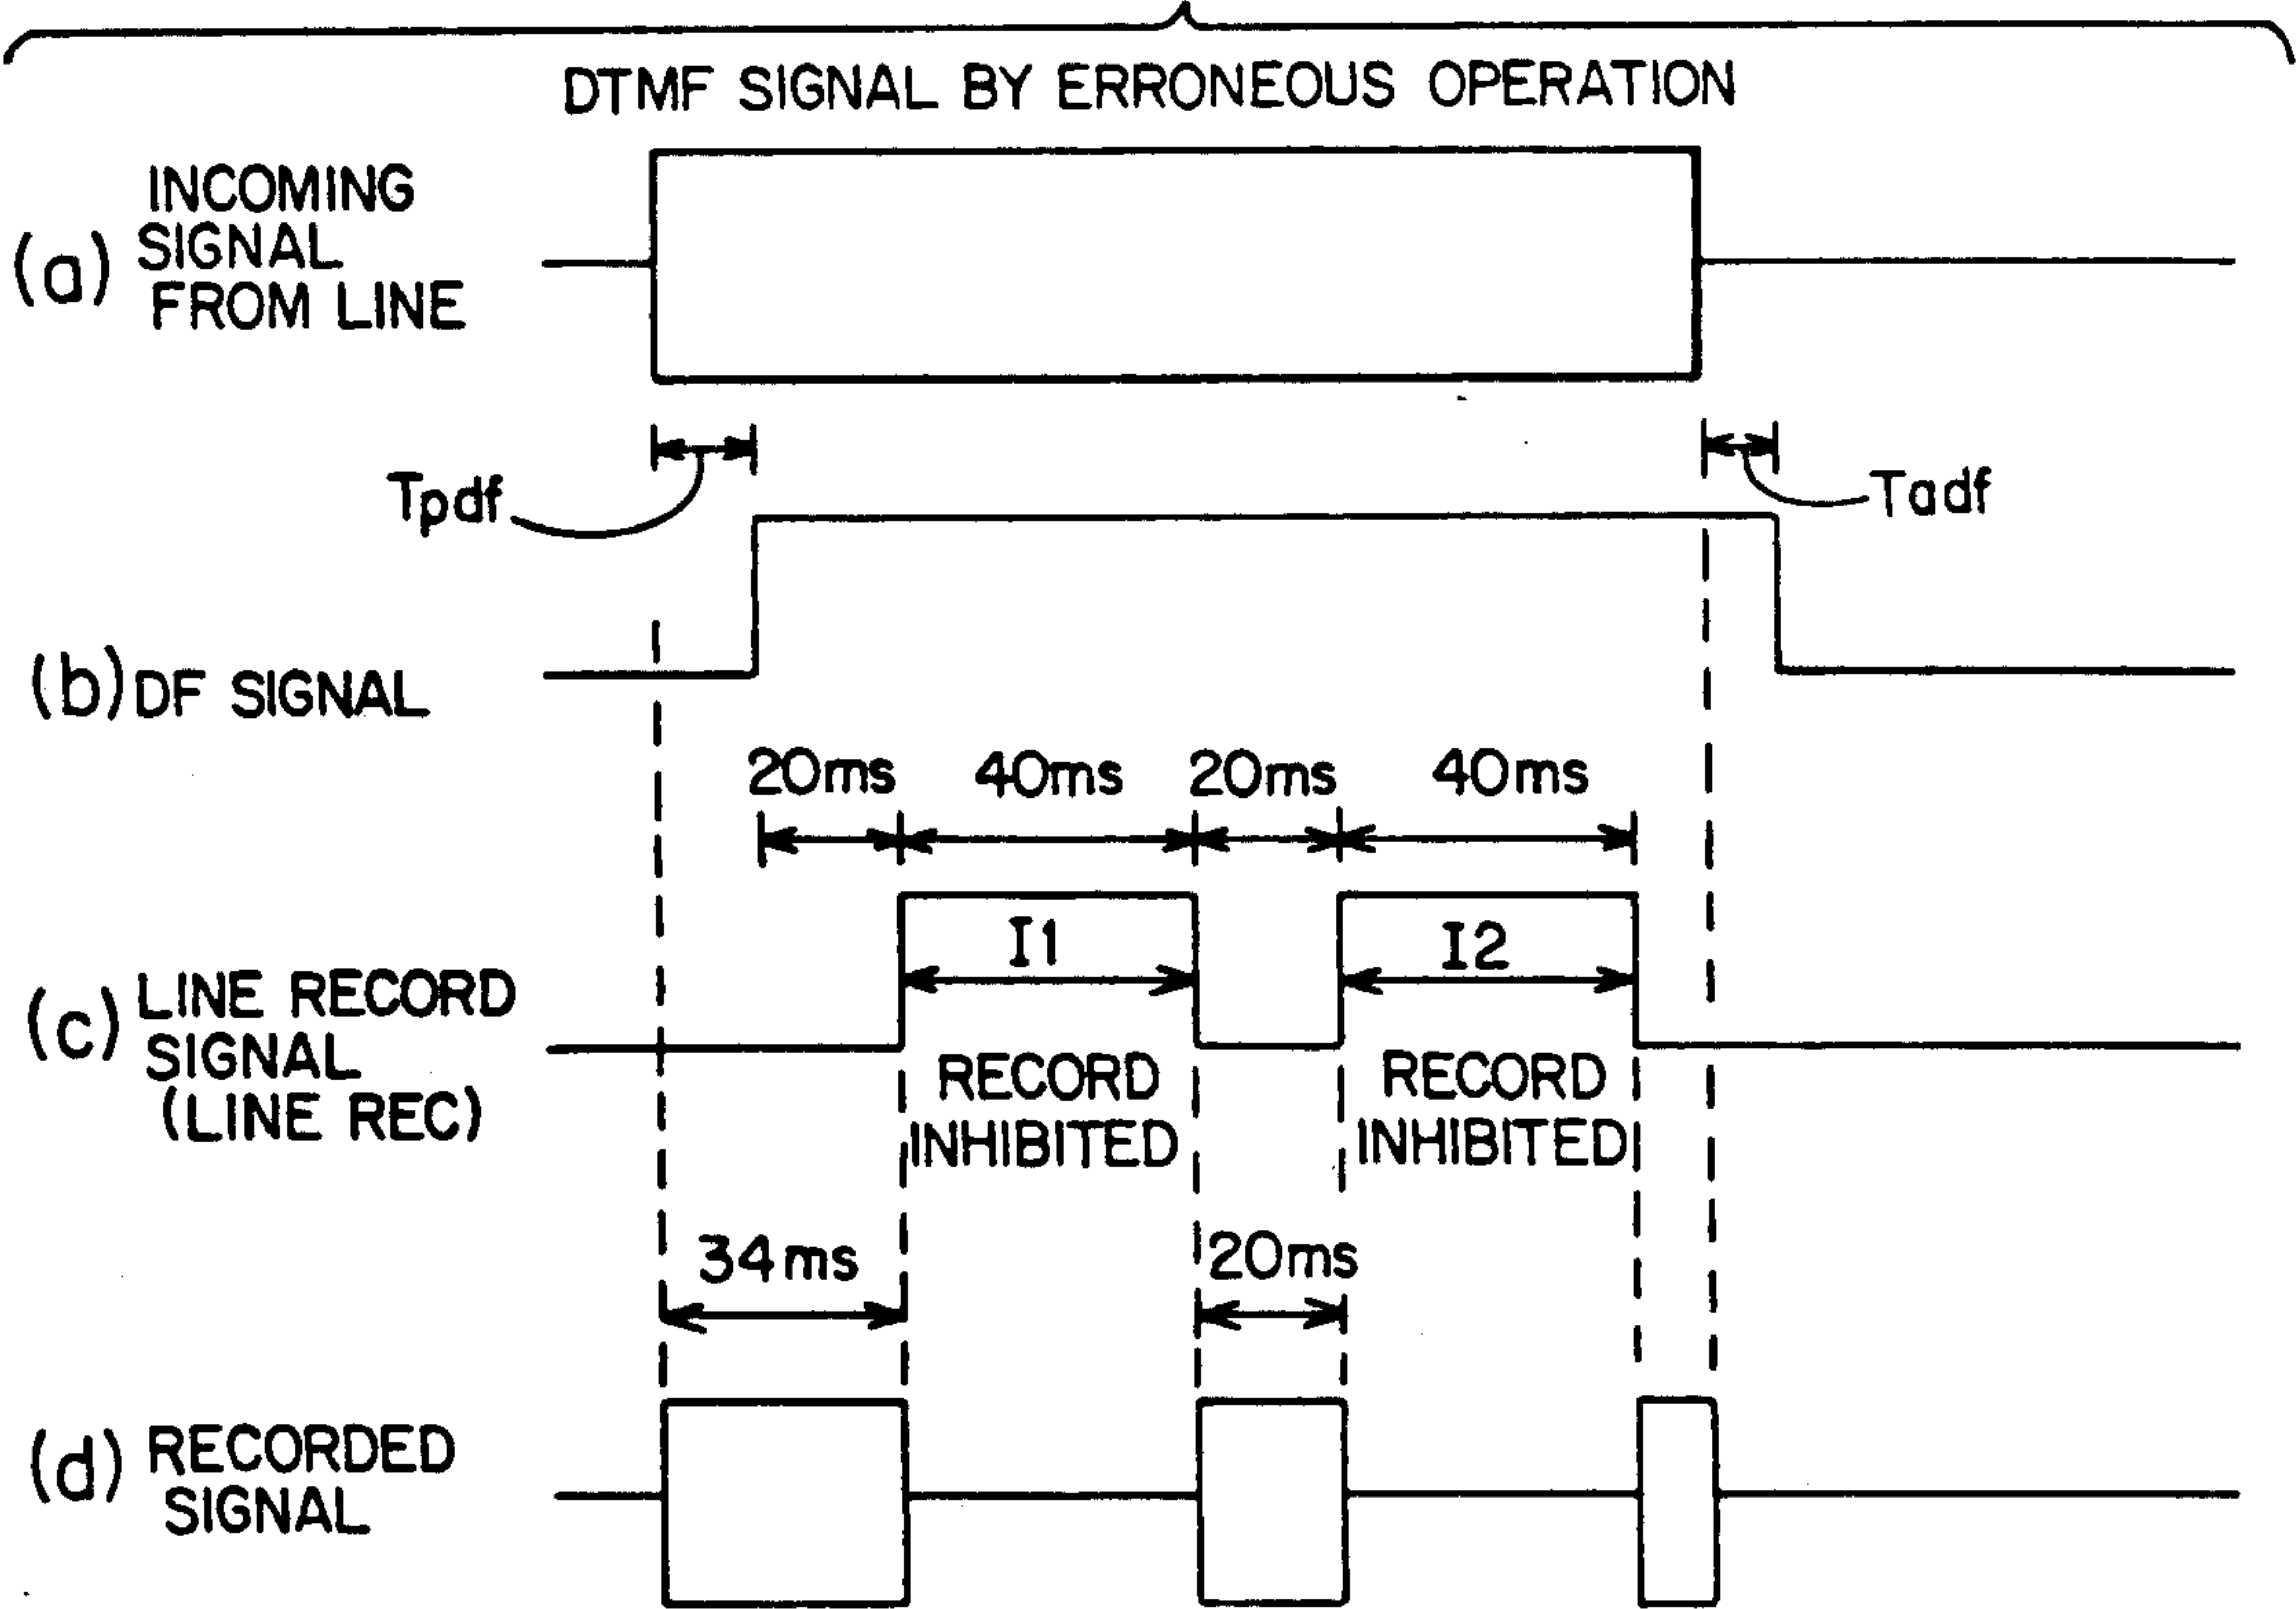 DTMF SIGNAL BY ERRONEOUS OPERATION
(a) INCOMING
SIGNAL
FROM LINE
Tpdf
Tadf
(b) DF SIGNAL
20ms 40ms 20ms 40ms
I1 I2
(c) LINE RECORD
SIGNAL
(LINE REC)
RECORD
INHIBITED
RECORD
INHIBITED
34ms 20ms
(d) RECORDED
SIGNAL